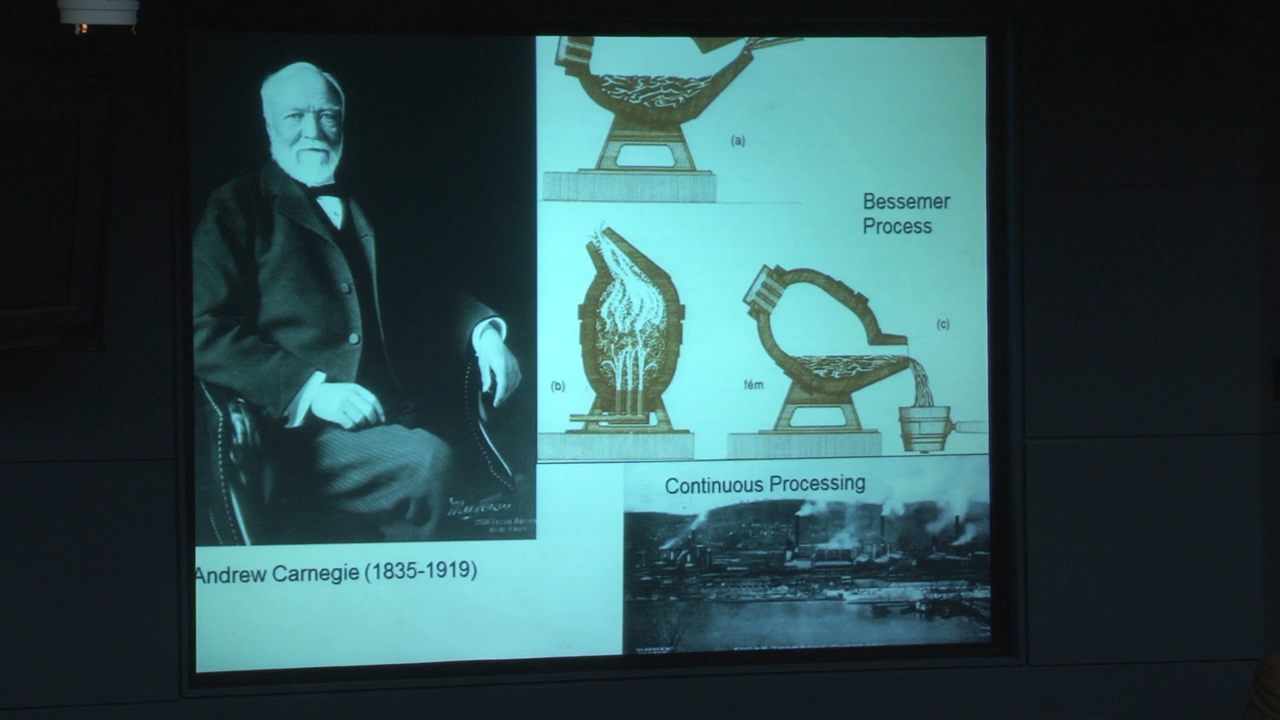 (a)
Bessemer
Process
(b)
fém
(c)
Continuous Processing
Andrew Carnegie (1835-1919)